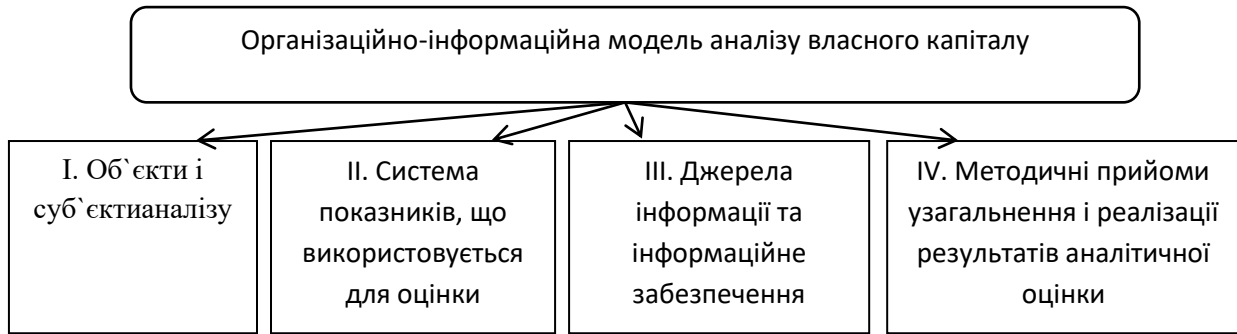 Організаційно-інформаційна модель аналізу власного капіталу
І. Об`єкти і
суб`єктианалізу
ІІ. Система
показників, що
використовується
для оцінки
ІІІ. Джерела
інформації та
інформаційне
забезпечення
IV. Методичні прийоми
узагальнення і реалізації
результатів аналітичної
оцінки